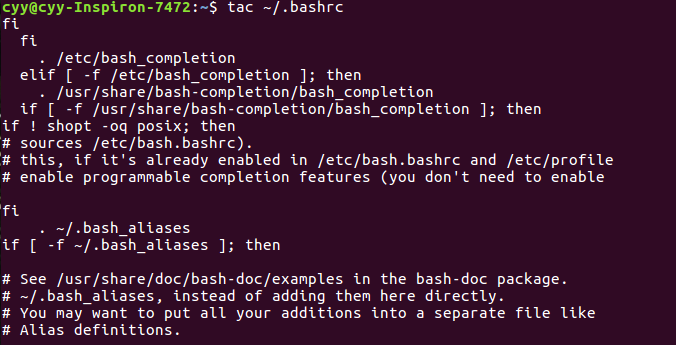 cyy@cyy-Inspiron-7472:~$ tac ~/.bashrc
fi
  fi
    . /etc/bash_completion
  elif [ -f /etc/bash_completion ]; then
    . /usr/share/bash-completion/bash_completion
  if [ -f /usr/share/bash-completion/bash_completion ]; then
if ! shopt -oq posix; then
# sources /etc/bash.bashrc).
# this, if it's already enabled in /etc/bash.bashrc and /etc/profile
# enable programmable completion features (you don't need to enable

fi
    . ~/.bash_aliases
if [ -f ~/.bash_aliases ]; then

# See /usr/share/doc/bash-doc/examples in the bash-doc package.
# ~/.bash_aliases, instead of adding them here directly.
# You may want to put all your additions into a separate file like
# Alias definitions.